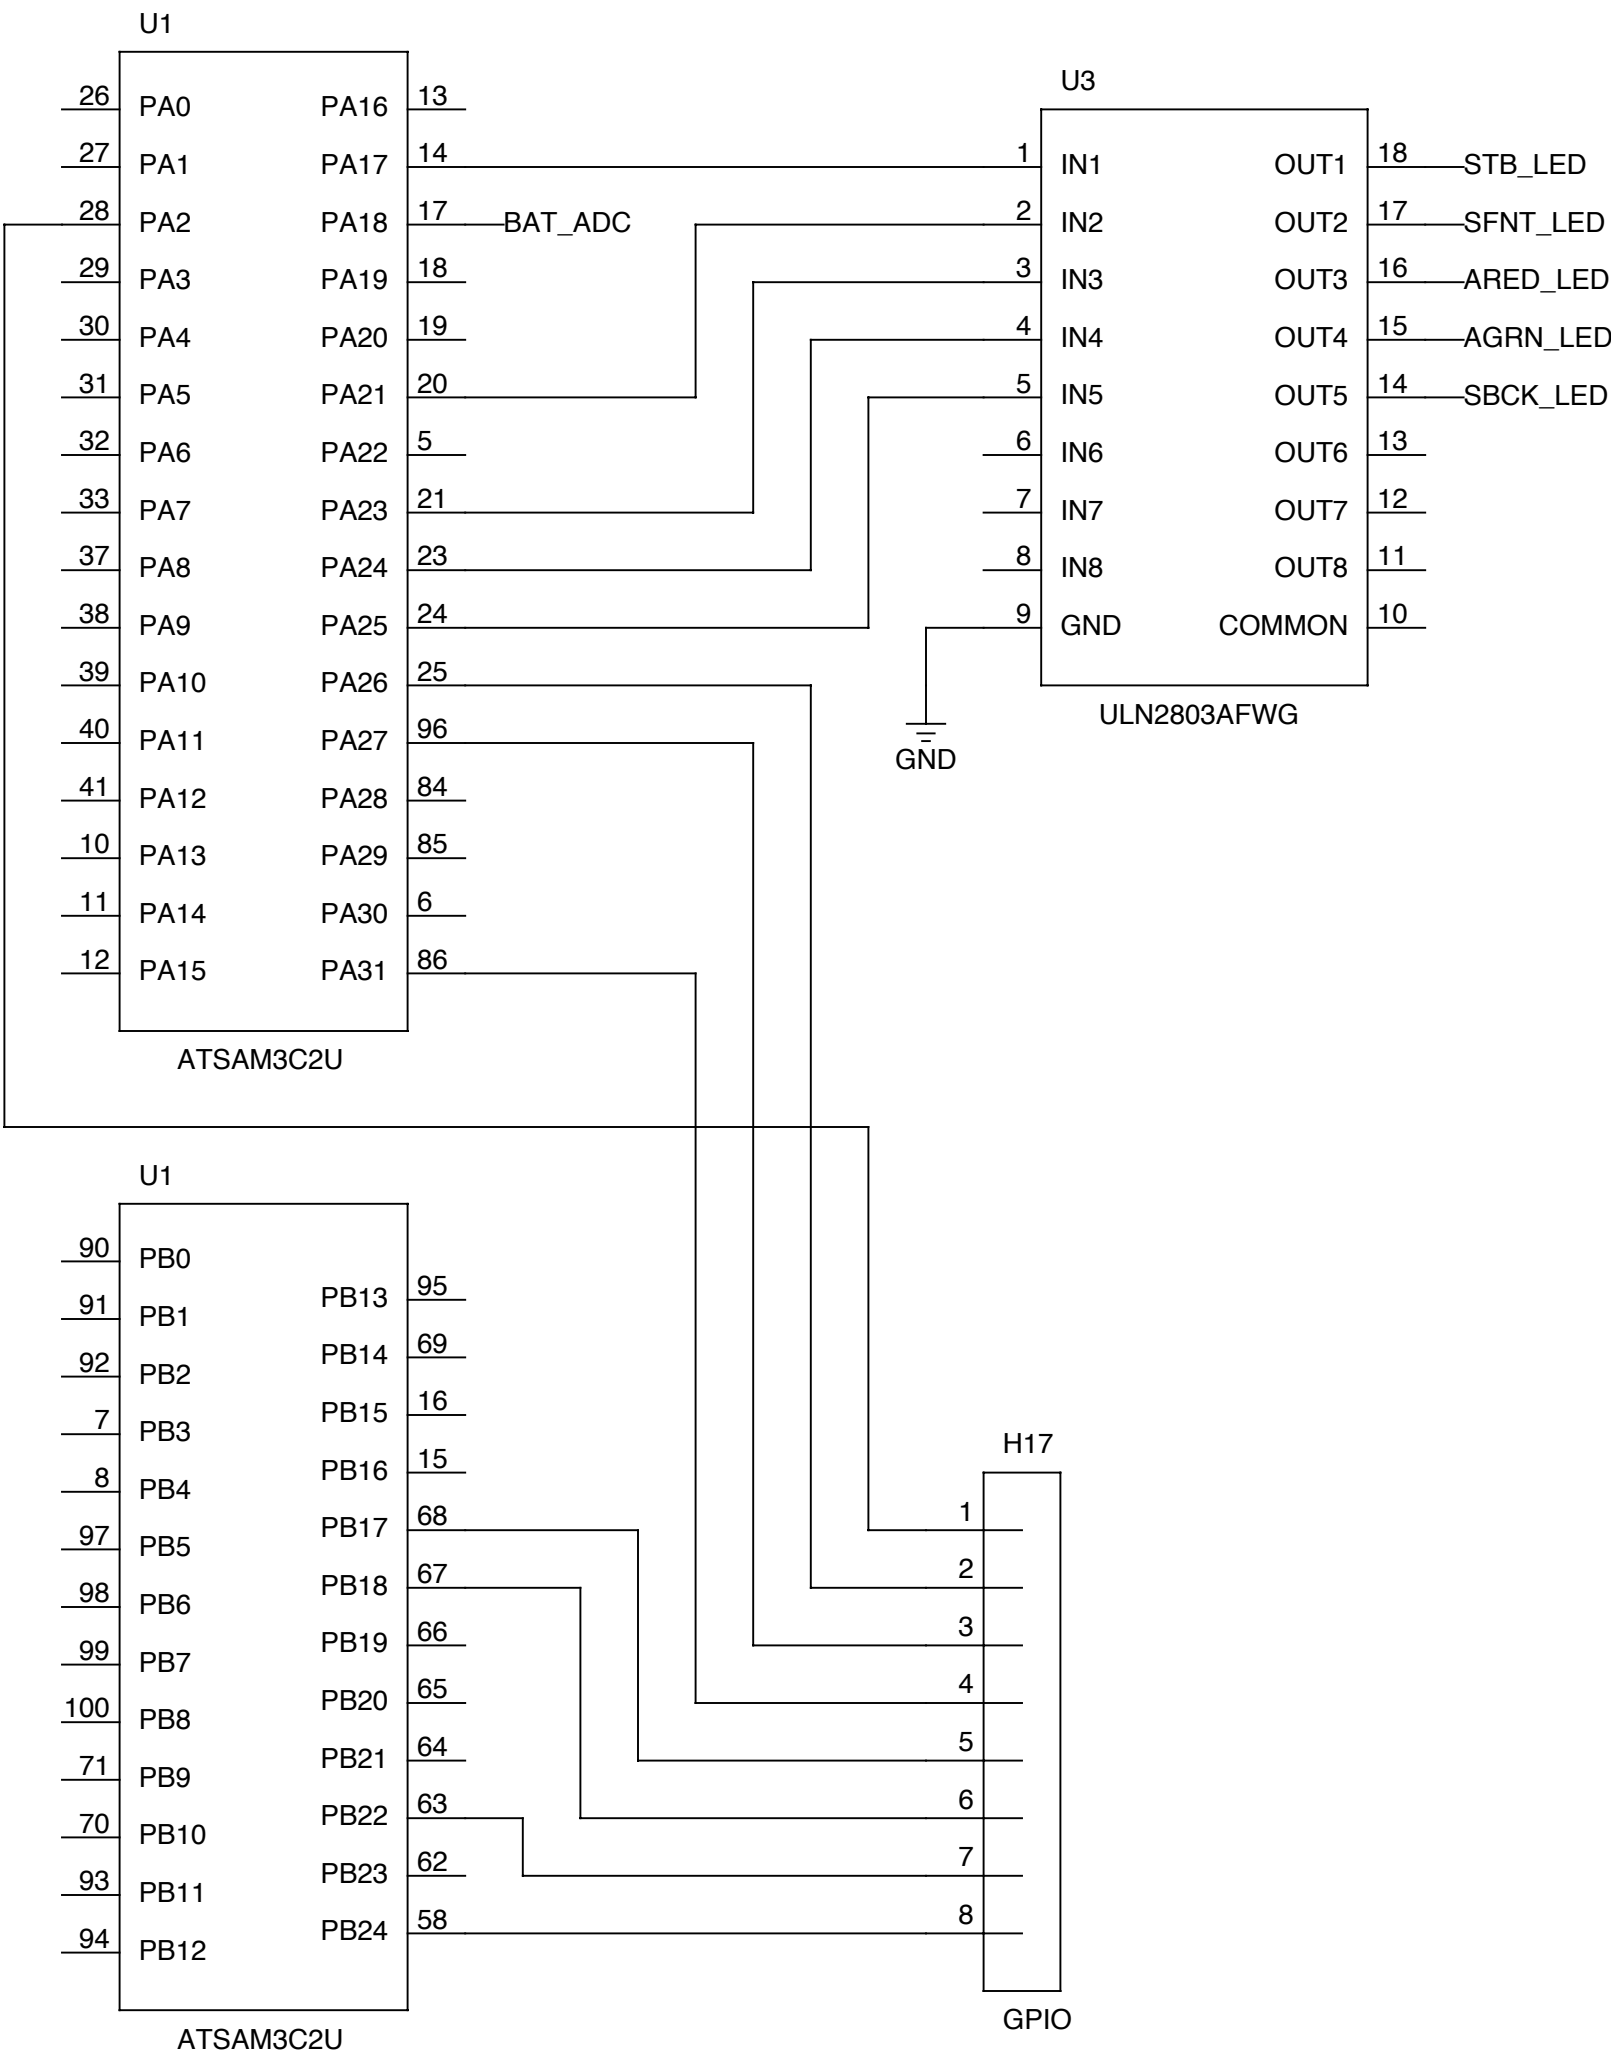 U1
26 PA0 PA16 13
27 PA1 PA17 14
28 PA2 PA18 17 BAT_ADC
29 PA3 PA19 18
30 PA4 PA20 19
31 PA5 PA21 20
32 PA6 PA22 5
33 PA7 PA23 21
37 PA8 PA24 23
38 PA9 PA25 24
39 PA10 PA26 25
40 PA11 PA27 96
41 PA12 PA28 84
10 PA13 PA29 85
11 PA14 PA30 6
12 PA15 PA31 86
ATSAM3C2U
U3
1 IN1 OUT1 18 STB_LED
2 IN2 OUT2 17 SFNT_LED
3 IN3 OUT3 16 ARED_LED
4 IN4 OUT4 15 AGRN_LED
5 IN5 OUT5 14 SBCK_LED
6 IN6 OUT6 13
7 IN7 OUT7 12
8 IN8 OUT8 11
9 GND COMMON 10
ULN2803AFWG
GND
U1
90 PB0
PB13 95
91 PB1
PB14 69
92 PB2
PB15 16
7 PB3
PB16 15
8 PB4
PB17 68
97 PB5
PB18 67
98 PB6
PB19 66
99 PB7
PB20 65
100 PB8
PB21 64
71 PB9
PB22 63
70 PB10
PB23 62
93 PB11
PB24 58
94 PB12
ATSAM3C2U
H17
1
2
3
4
5
6
7
8
GPIO